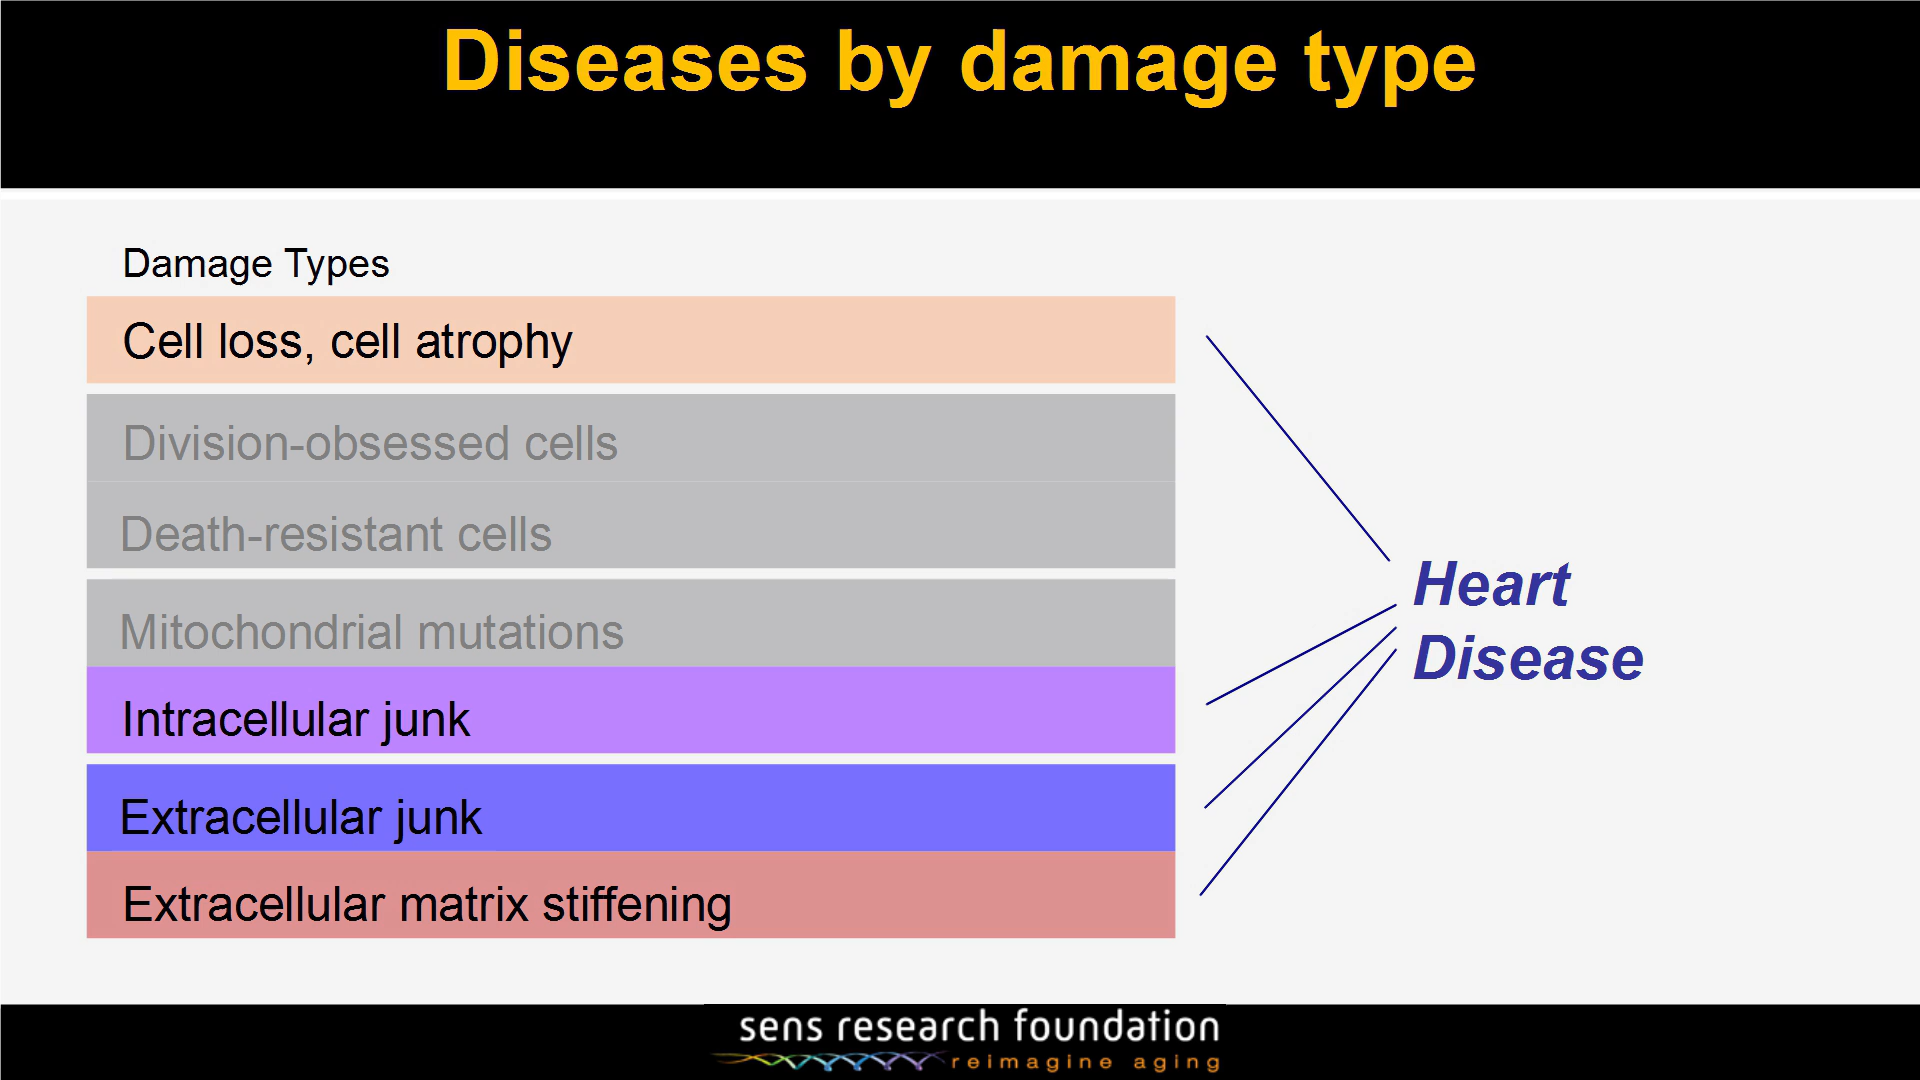 Diseases by damage type
Damage Types
Cell loss, cell atrophy
Division-obsessed cells
Death-resistant cells
Mitochondrial mutations
Intracellular junk
Extracellular junk
Extracellular matrix stiffening
Heart
Disease
sens research foundation
reimagine aging